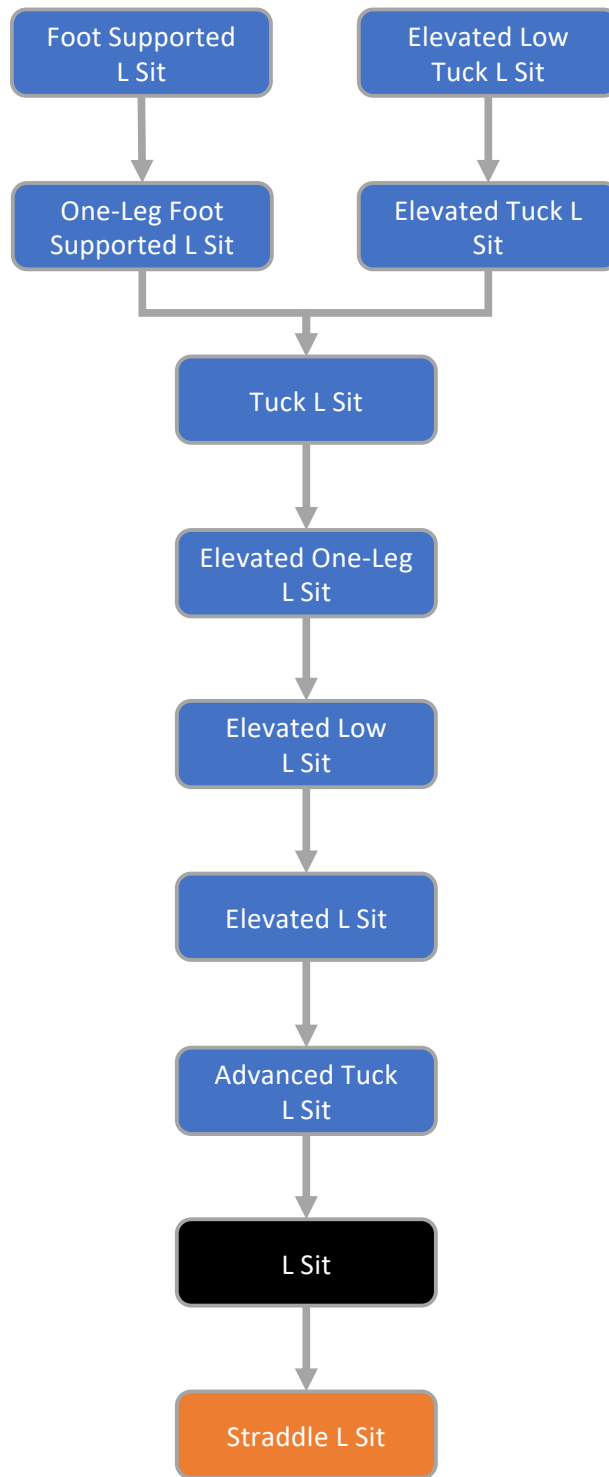 Foot Supported
L Sit
Elevated Low
Tuck L Sit
One-Leg Foot
Supported L Sit
Elevated Tuck L
Sit
Tuck L Sit
Elevated One-Leg
L Sit
Elevated Low
L Sit
Elevated L Sit
Advanced Tuck
L Sit
L Sit
Straddle L Sit